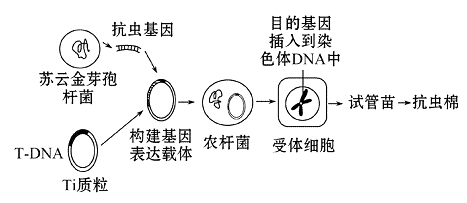 抗虫基因
苏云金芽孢
杆菌
T-DNA
Ti质粒
构建基因
表达载体
农杆菌
目的基因
插入到染
色体DNA中
受体细胞
试管苗
抗虫棉